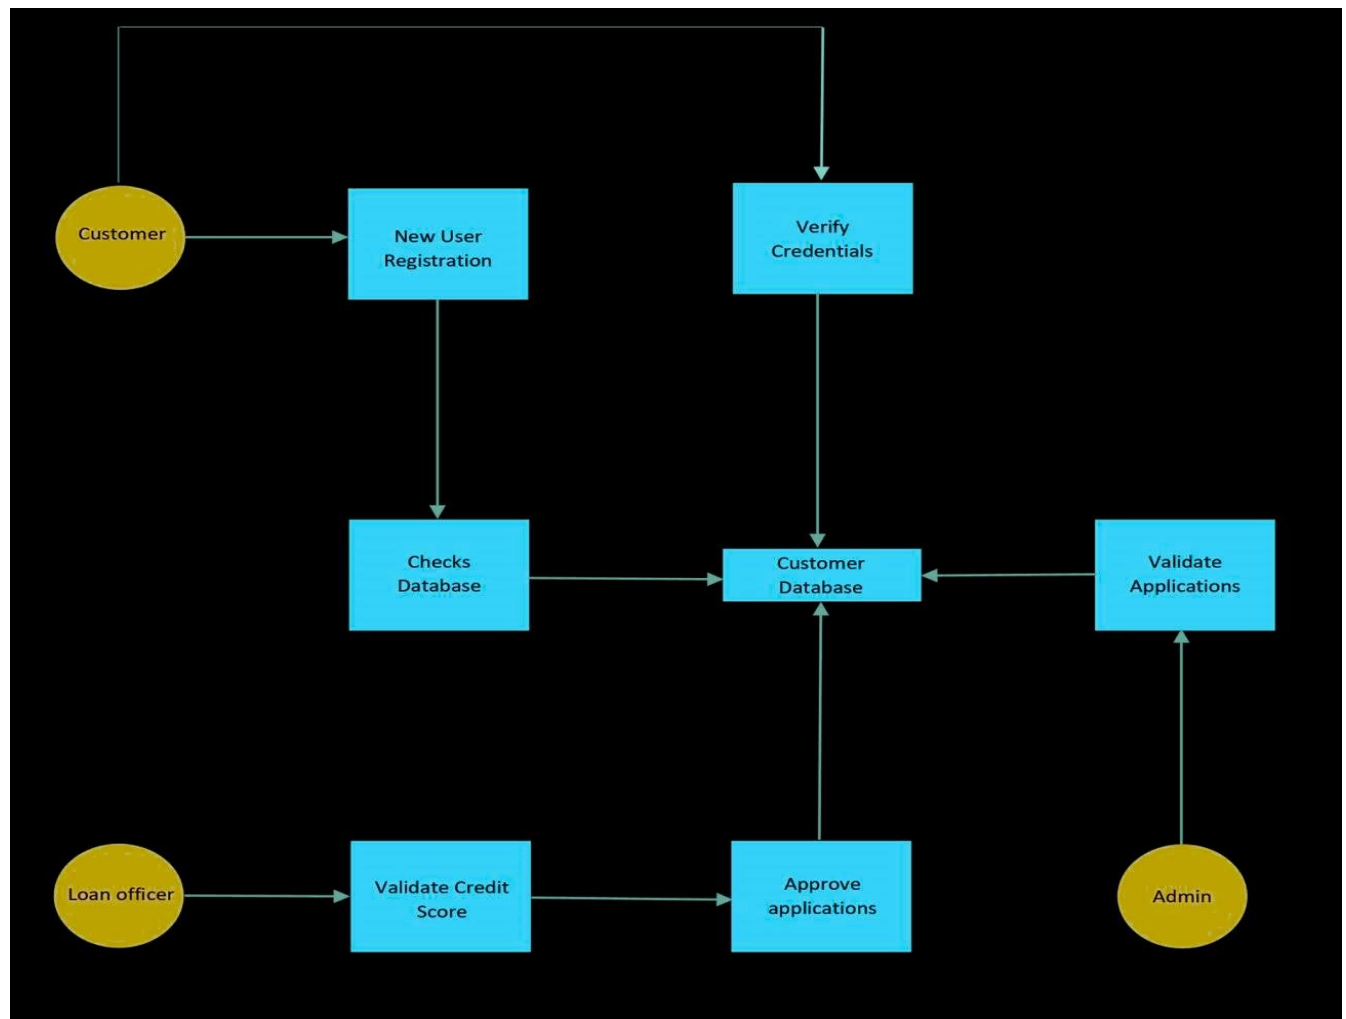 Customer
New User
Registration
Verify
Credentials
Checks
Database
Customer
Database
Validate
Applications
Loan officer
Validate Credit
Score
Approve
applications
Admin